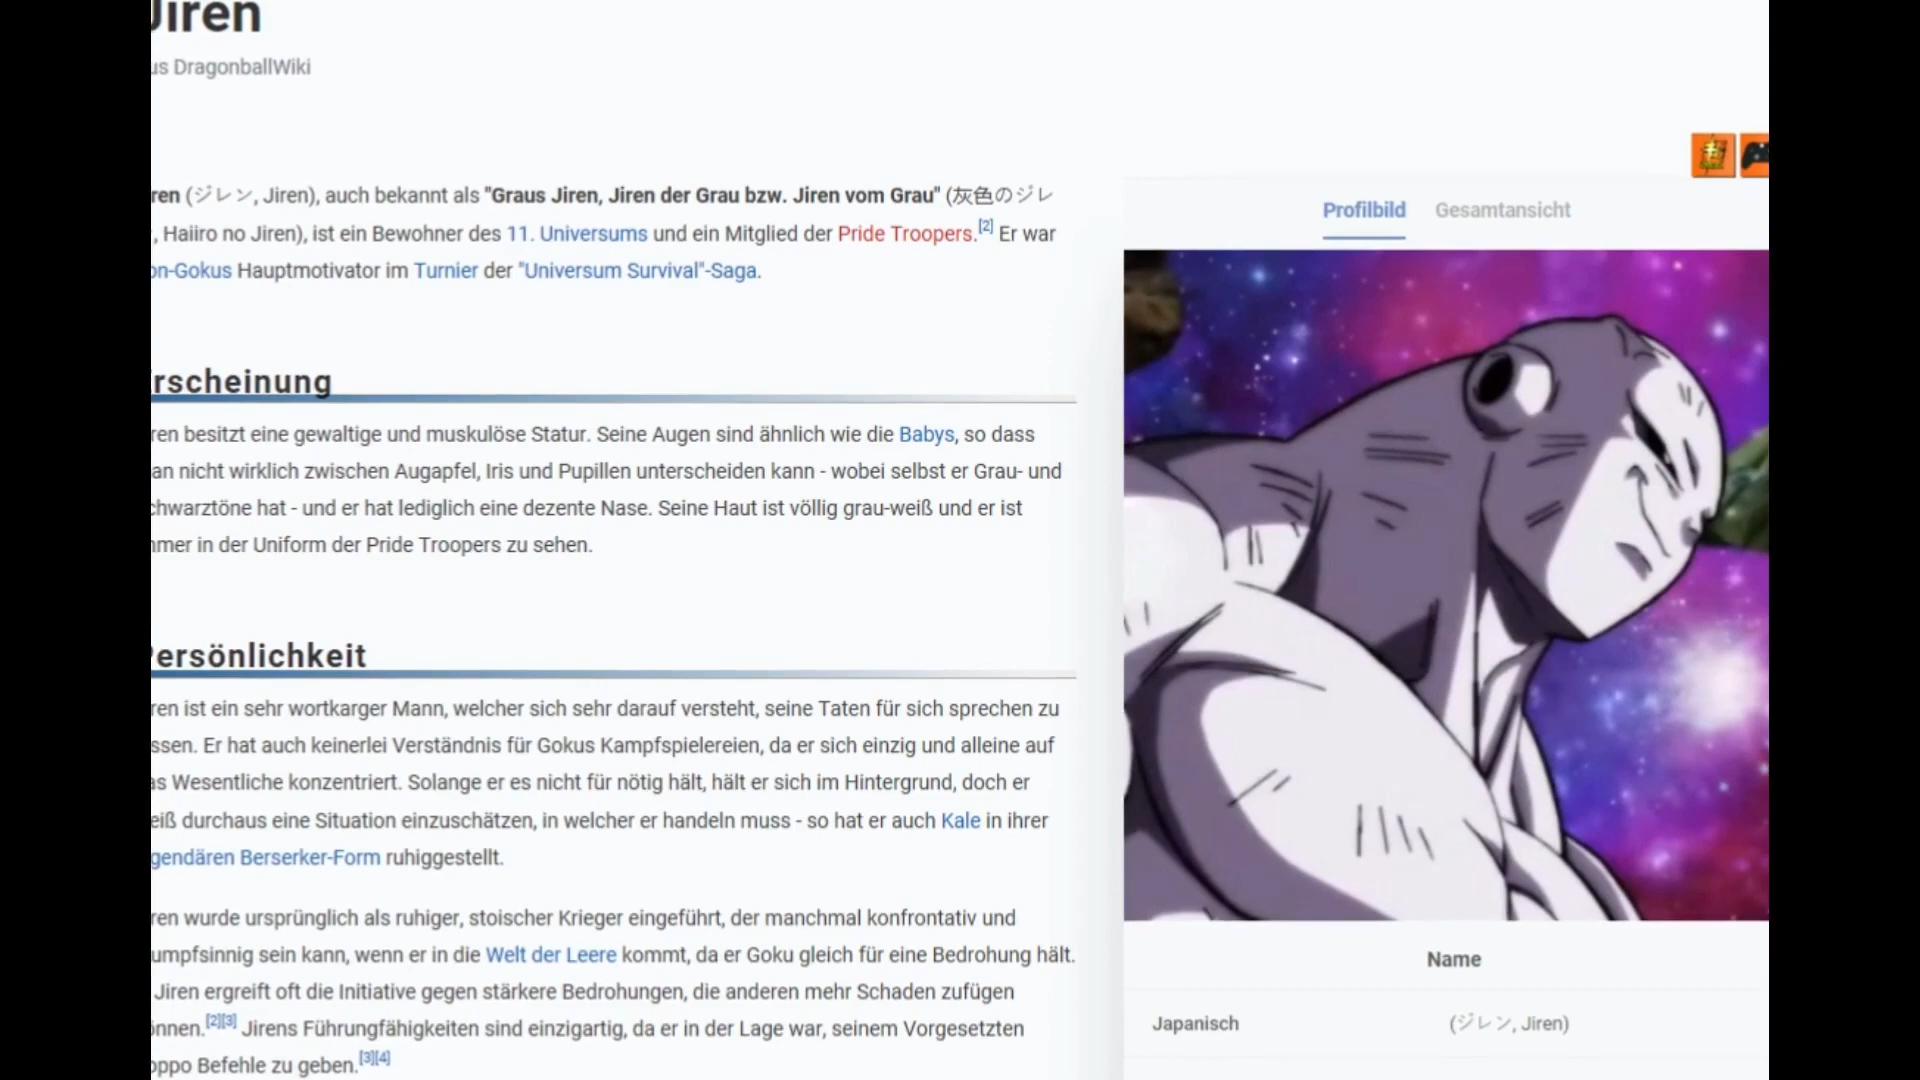 Jiren
us DragonballWiki
ren (ジレン, Jiren), auch bekannt als "Graus Jiren, Jiren der Grau bzw. Jiren vom Grau" (灰色のジレ
, Haiiro no Jiren), ist ein Bewohner des 11. Universums und ein Mitglied der Pride Troopers.[2] Er war
on-Gokus Hauptmotivator im Turnier der "Universum Survival"-Saga.
rscheinung
ren besitzt eine gewaltige und muskulöse Statur. Seine Augen sind ähnlich wie die Babys, so dass
an nicht wirklich zwischen Augapfel, Iris und Pupillen unterscheiden kann - wobei selbst er Grau- und
chwarztöne hat - und er hat lediglich eine dezente Nase. Seine Haut ist völlig grau-weiß und er ist
mer in der Uniform der Pride Troopers zu sehen.
ersönlichkeit
ren ist ein sehr wortkarger Mann, welcher sich sehr darauf versteht, seine Taten für sich sprechen zu
ssen. Er hat auch keinerlei Verständnis für Gokus Kampfspielereien, da er sich einzig und alleine auf
as Wesentliche konzentriert. Solange er es nicht für nötig hält, hält er sich im Hintergrund, doch er
eiß durchaus eine Situation einzuschätzen, in welcher er handeln muss - so hat er auch Kale in ihrer
gendären Berserker-Form ruhiggestellt.
ren wurde ursprünglich als ruhiger, stoischer Krieger eingeführt, der manchmal konfrontativ und
umpfsinnig sein kann, wenn er in die Welt der Leere kommt, da er Goku gleich für eine Bedrohung hält.
Jiren ergreift oft die Initiative gegen stärkere Bedrohungen, die anderen mehr Schaden zufügen
önnen.[2][3] Jirens Führungfähigkeiten sind einzigartig, da er in der Lage war, seinem Vorgesetzten
oppo Befehle zu geben.[3][4]
Profilbild Gesamtansicht
Name
Japanisch (ジレン, Jiren)